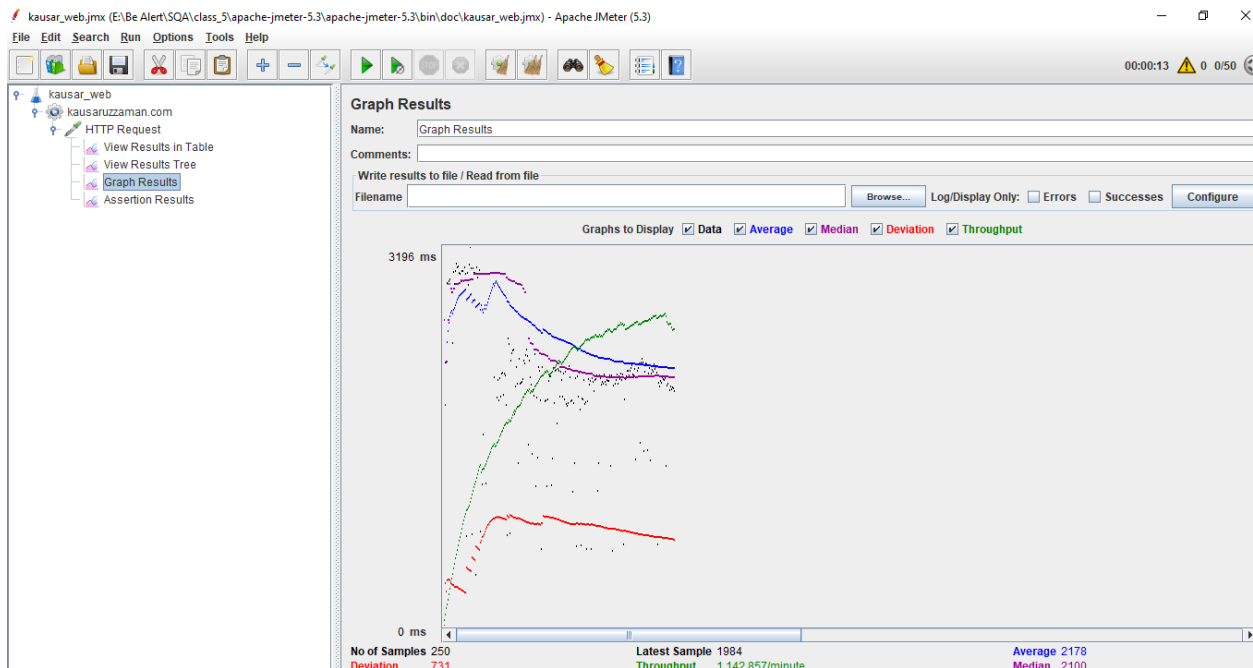 kausar_web.jmx (E:\Be Alert\SQA\class_5\apache-jmeter-5.3\apache-jmeter-5.3\bin\doc\kausar_web.jmx) - Apache JMeter (5.3)
File Edit Search Run Options Tools Help
00:00:13 0 0/50
kausar_web
kausaruzzaman.com
HTTP Request
View Results in Table
View Results Tree
Graph Results
Assertion Results
Graph Results
Name: Graph Results
Comments:
Write results to file / Read from file
Filename Browse... Log/Display Only: Errors Successes Configure
Graphs to Display Data Average Median Deviation Throughput
3196 ms
0 ms
No of Samples 250 Latest Sample 1984 Average 2178
Deviation 731 Throughput 1,142.857/minute Median 2100